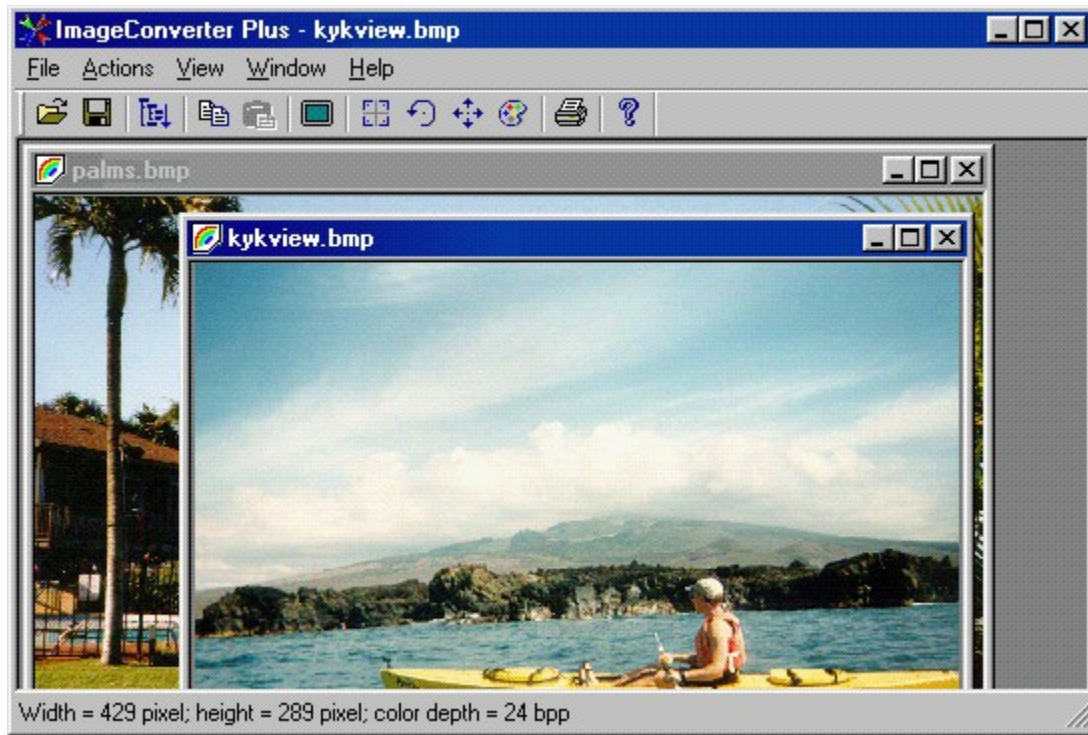 ImageConverter Plus - kykview.bmp
File Actions View Window Help
palms.bmp
kykview.bmp
Width = 429 pixel; height = 289 pixel; color depth = 24 bpp